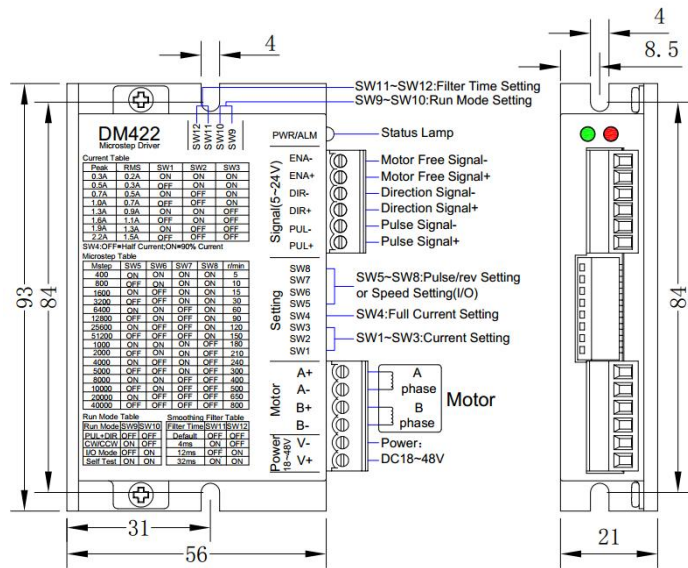 4
4
8.5
SW11~SW12:Filter Time Setting
SW9~SW10:Run Mode Setting
SW12
SW11
SW10
SW9
DM422
Microstep Driver
PWR/ALM
Status Lamp
Current Table
Peak RMS SW1 SW2 SW3
0.3A 0.2A ON ON ON
0.5A 0.3A OFF ON ON
0.7A 0.5A ON OFF ON
1.0A 0.7A OFF OFF ON
1.3A 0.9A ON ON OFF
1.6A 1.1A OFF ON OFF
1.9A 1.3A ON OFF OFF
2.2A 1.5A OFF OFF OFF
SW4:OFF=Half Current;ON=90% Current
Microstep Table
Mstep SW5 SW6 SW7 SW8 r/min
400 ON ON ON ON 5
800 OFF ON ON ON 10
1600 ON OFF ON ON 15
3200 OFF OFF ON ON 30
6400 ON ON OFF ON 60
12800 OFF ON OFF ON 90
25600 ON OFF OFF ON 120
51200 OFF OFF OFF ON 150
1000 ON ON ON OFF 180
2000 OFF ON ON OFF 210
4000 ON OFF ON OFF 240
5000 OFF OFF ON OFF 300
8000 ON ON OFF OFF 400
10000 OFF ON OFF OFF 500
20000 ON OFF OFF OFF 650
40000 OFF OFF OFF OFF 800
Run Mode Table
Run Mode SW9 SW10
PUL+DIR OFF OFF
CW/CCW ON OFF
I/O Mode OFF ON
Self Test ON ON
Smoothing Filter Table
Filter Time SW11 SW12
Default OFF OFF
4ms ON OFF
12ms OFF ON
32ms ON ON
Signal(5~24V)
ENA-
ENA+
DIR-
DIR+
PUL-
PUL+
Motor Free Signal-
Motor Free Signal+
Direction Signal-
Direction Signal+
Pulse Signal-
Pulse Signal+
Setting
SW8
SW7
SW6
SW5
SW4
SW3
SW2
SW1
SW5~SW8:Pulse/rev Setting
or Speed Setting(I/O)
SW4:Full Current Setting
SW1~SW3:Current Setting
Motor
A+
A-
B+
B-
A
phase
B
phase
Motor
Power
18~48V
V-
V+
Power:
DC18~48V
93
84
84
31
56
21